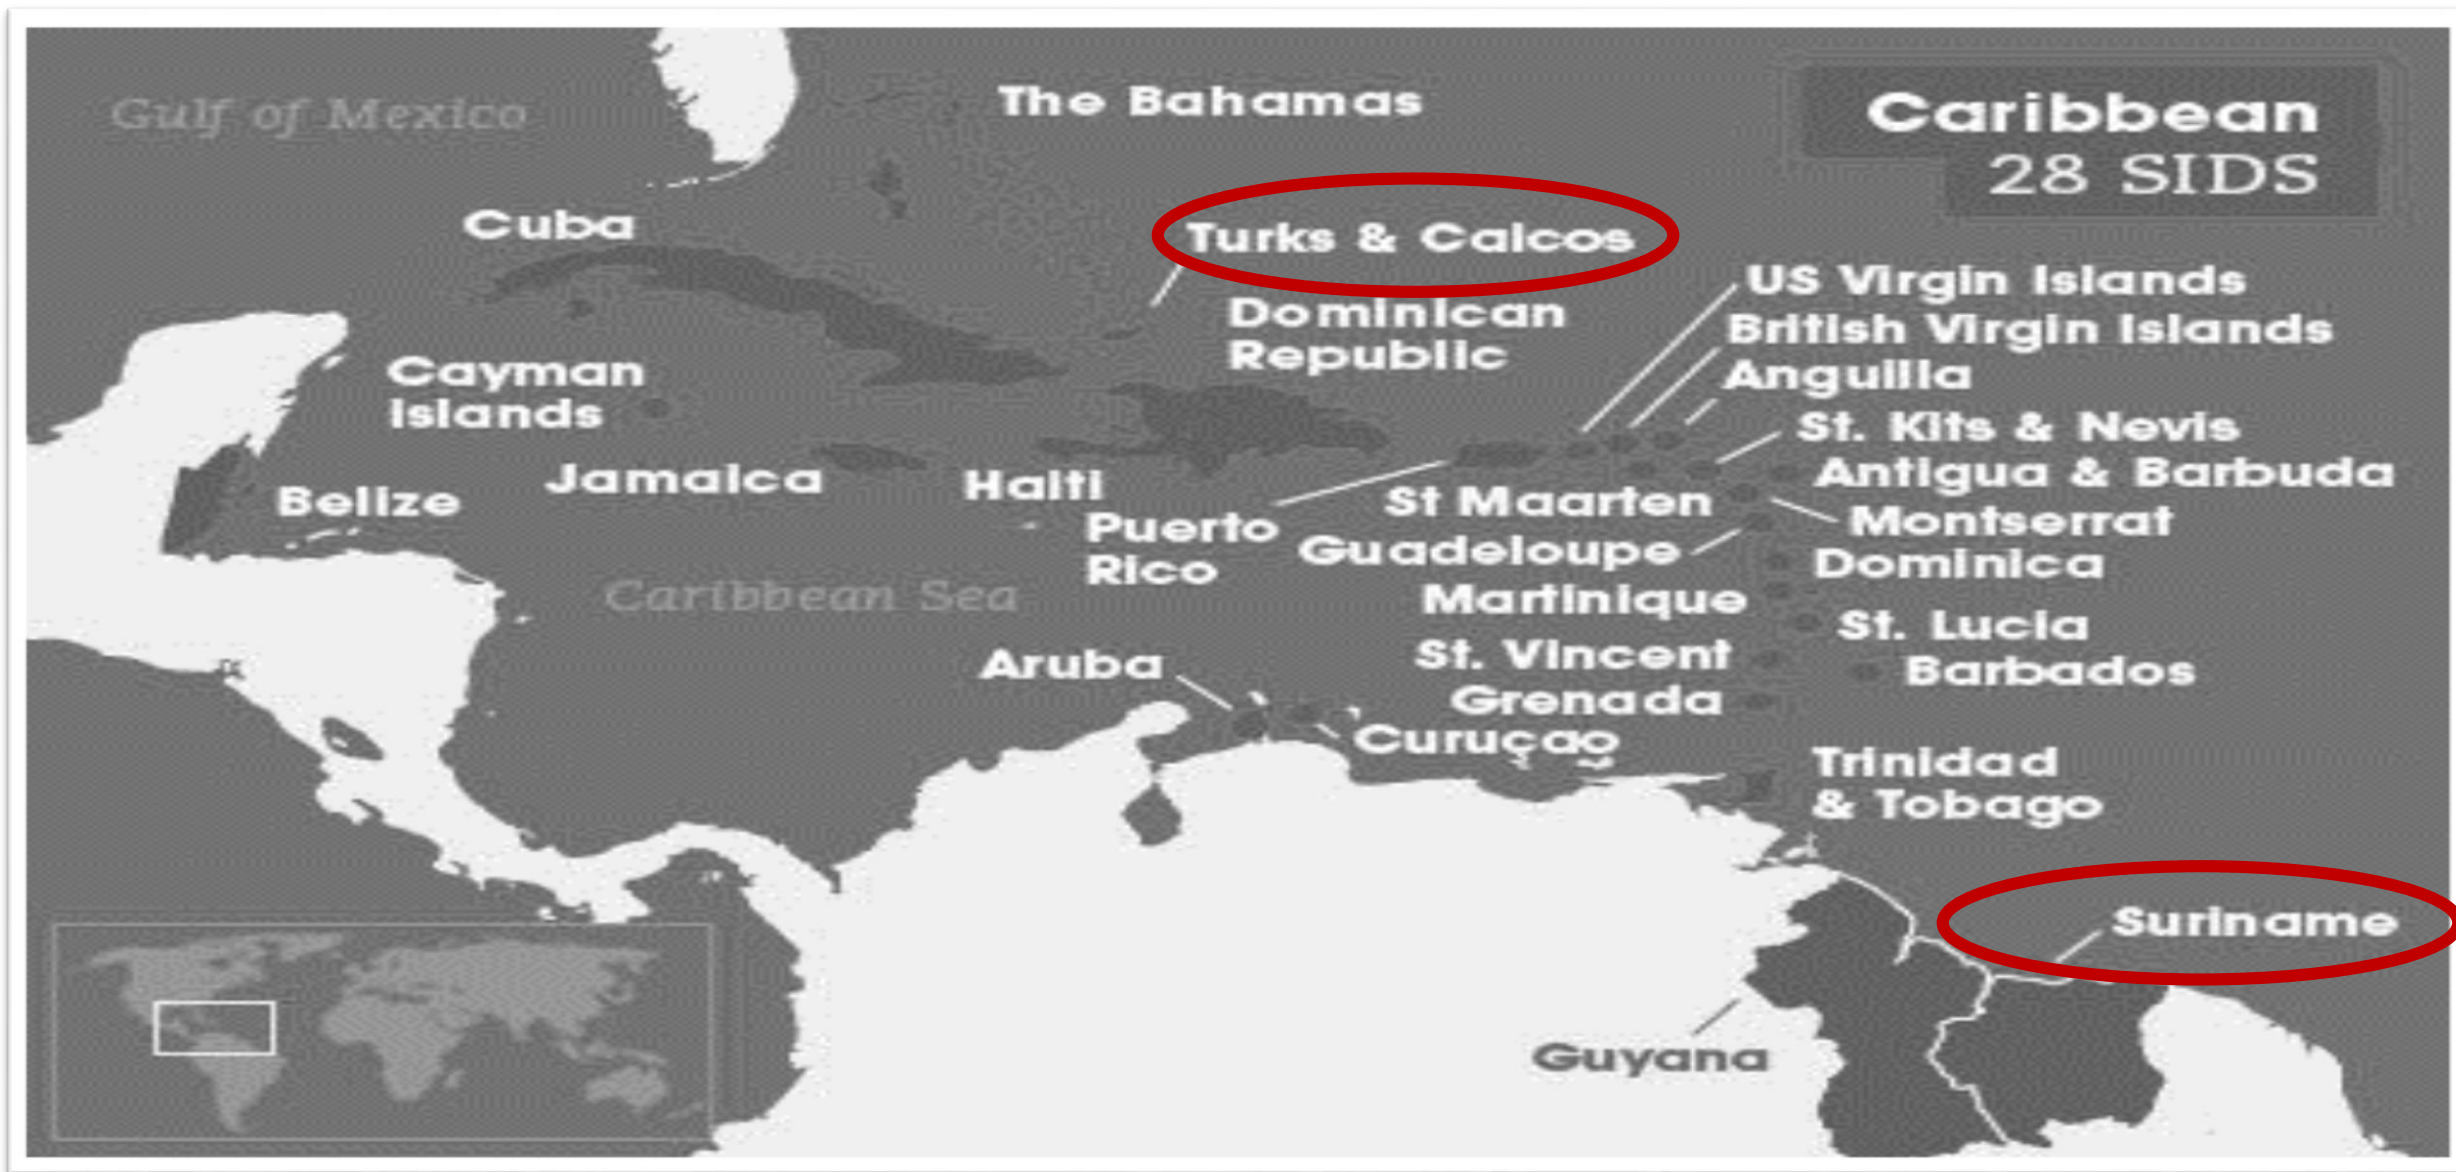 Gulf of Mexico
The Bahamas
Caribbean
28 SIDS
Cuba
Turks & Caicos
US Virgin Islands
Dominican
Republic
British Virgin Islands
Cayman
Islands
Anguilla
St. Kits & Nevis
Antigua & Barbuda
Jamaica
Haiti
Belize
St Maarten
Montserrat
Puerto
Rico
Guadeloupe
Dominica
Caribbean Sea
Martinique
St. Lucia
Aruba
St. Vincent
Barbados
Grenada
Curuçao
Trinidad
& Tobago
Suriname
Guyana